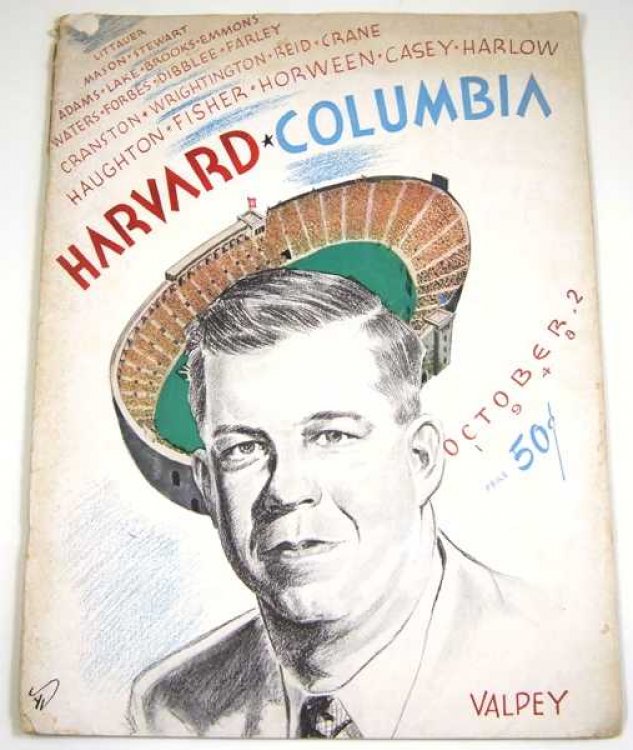 LITTAUER
MASON · STEWART
ADAMS · LAKE · BROOKS · EMMONS
WATERS · FORBES · DIBBLEE · FARLEY
CRANSTON · WRIGHTINGTON · REID · CRANE
HAUGHTON · FISHER · HORWEEN · CASEY · HARLOW
HARVARD ★ COLUMBIA
OCTOBER · 2
1948
PRICE 50¢
VALPEY